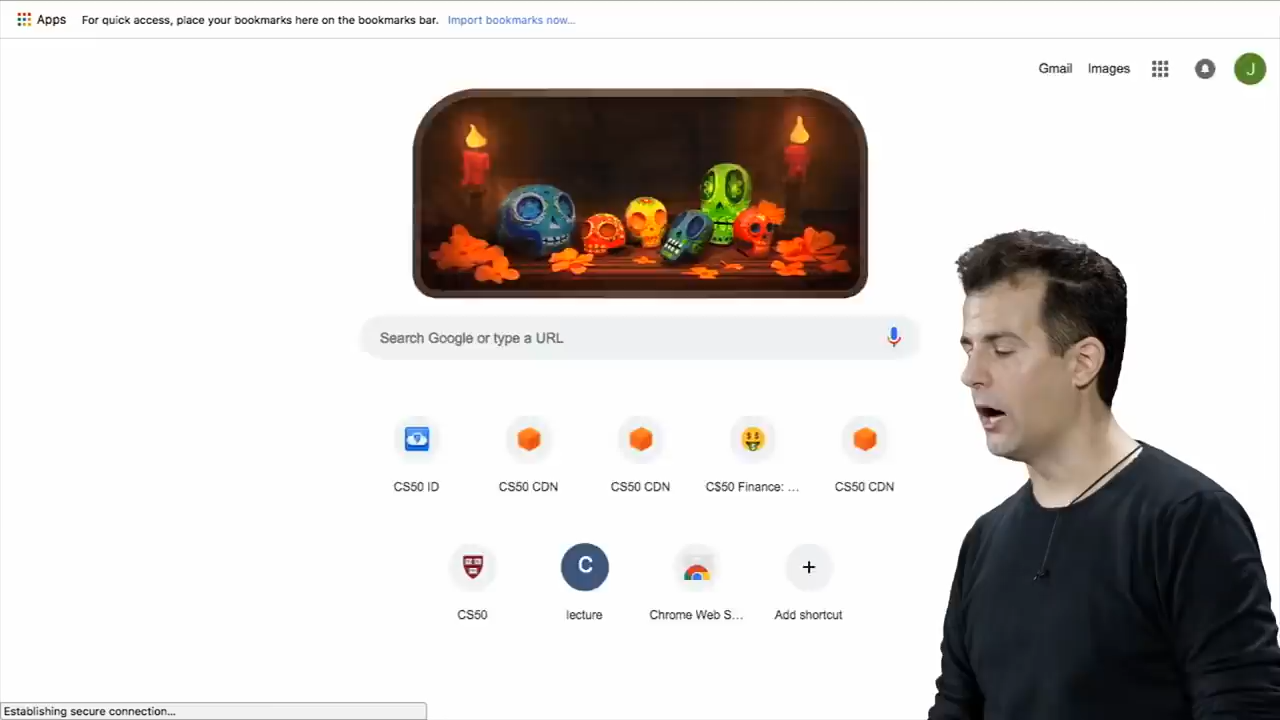 Apps For quick access, place your bookmarks here on the bookmarks bar. Import bookmarks now...
Gmail Images J
Search Google or type a URL
CS50 ID CS50 CDN CS50 CDN C$50 Finance: ... CS50 CDN
C
CS50 lecture Chrome Web S... Add shortcut
Establishing secure connection...